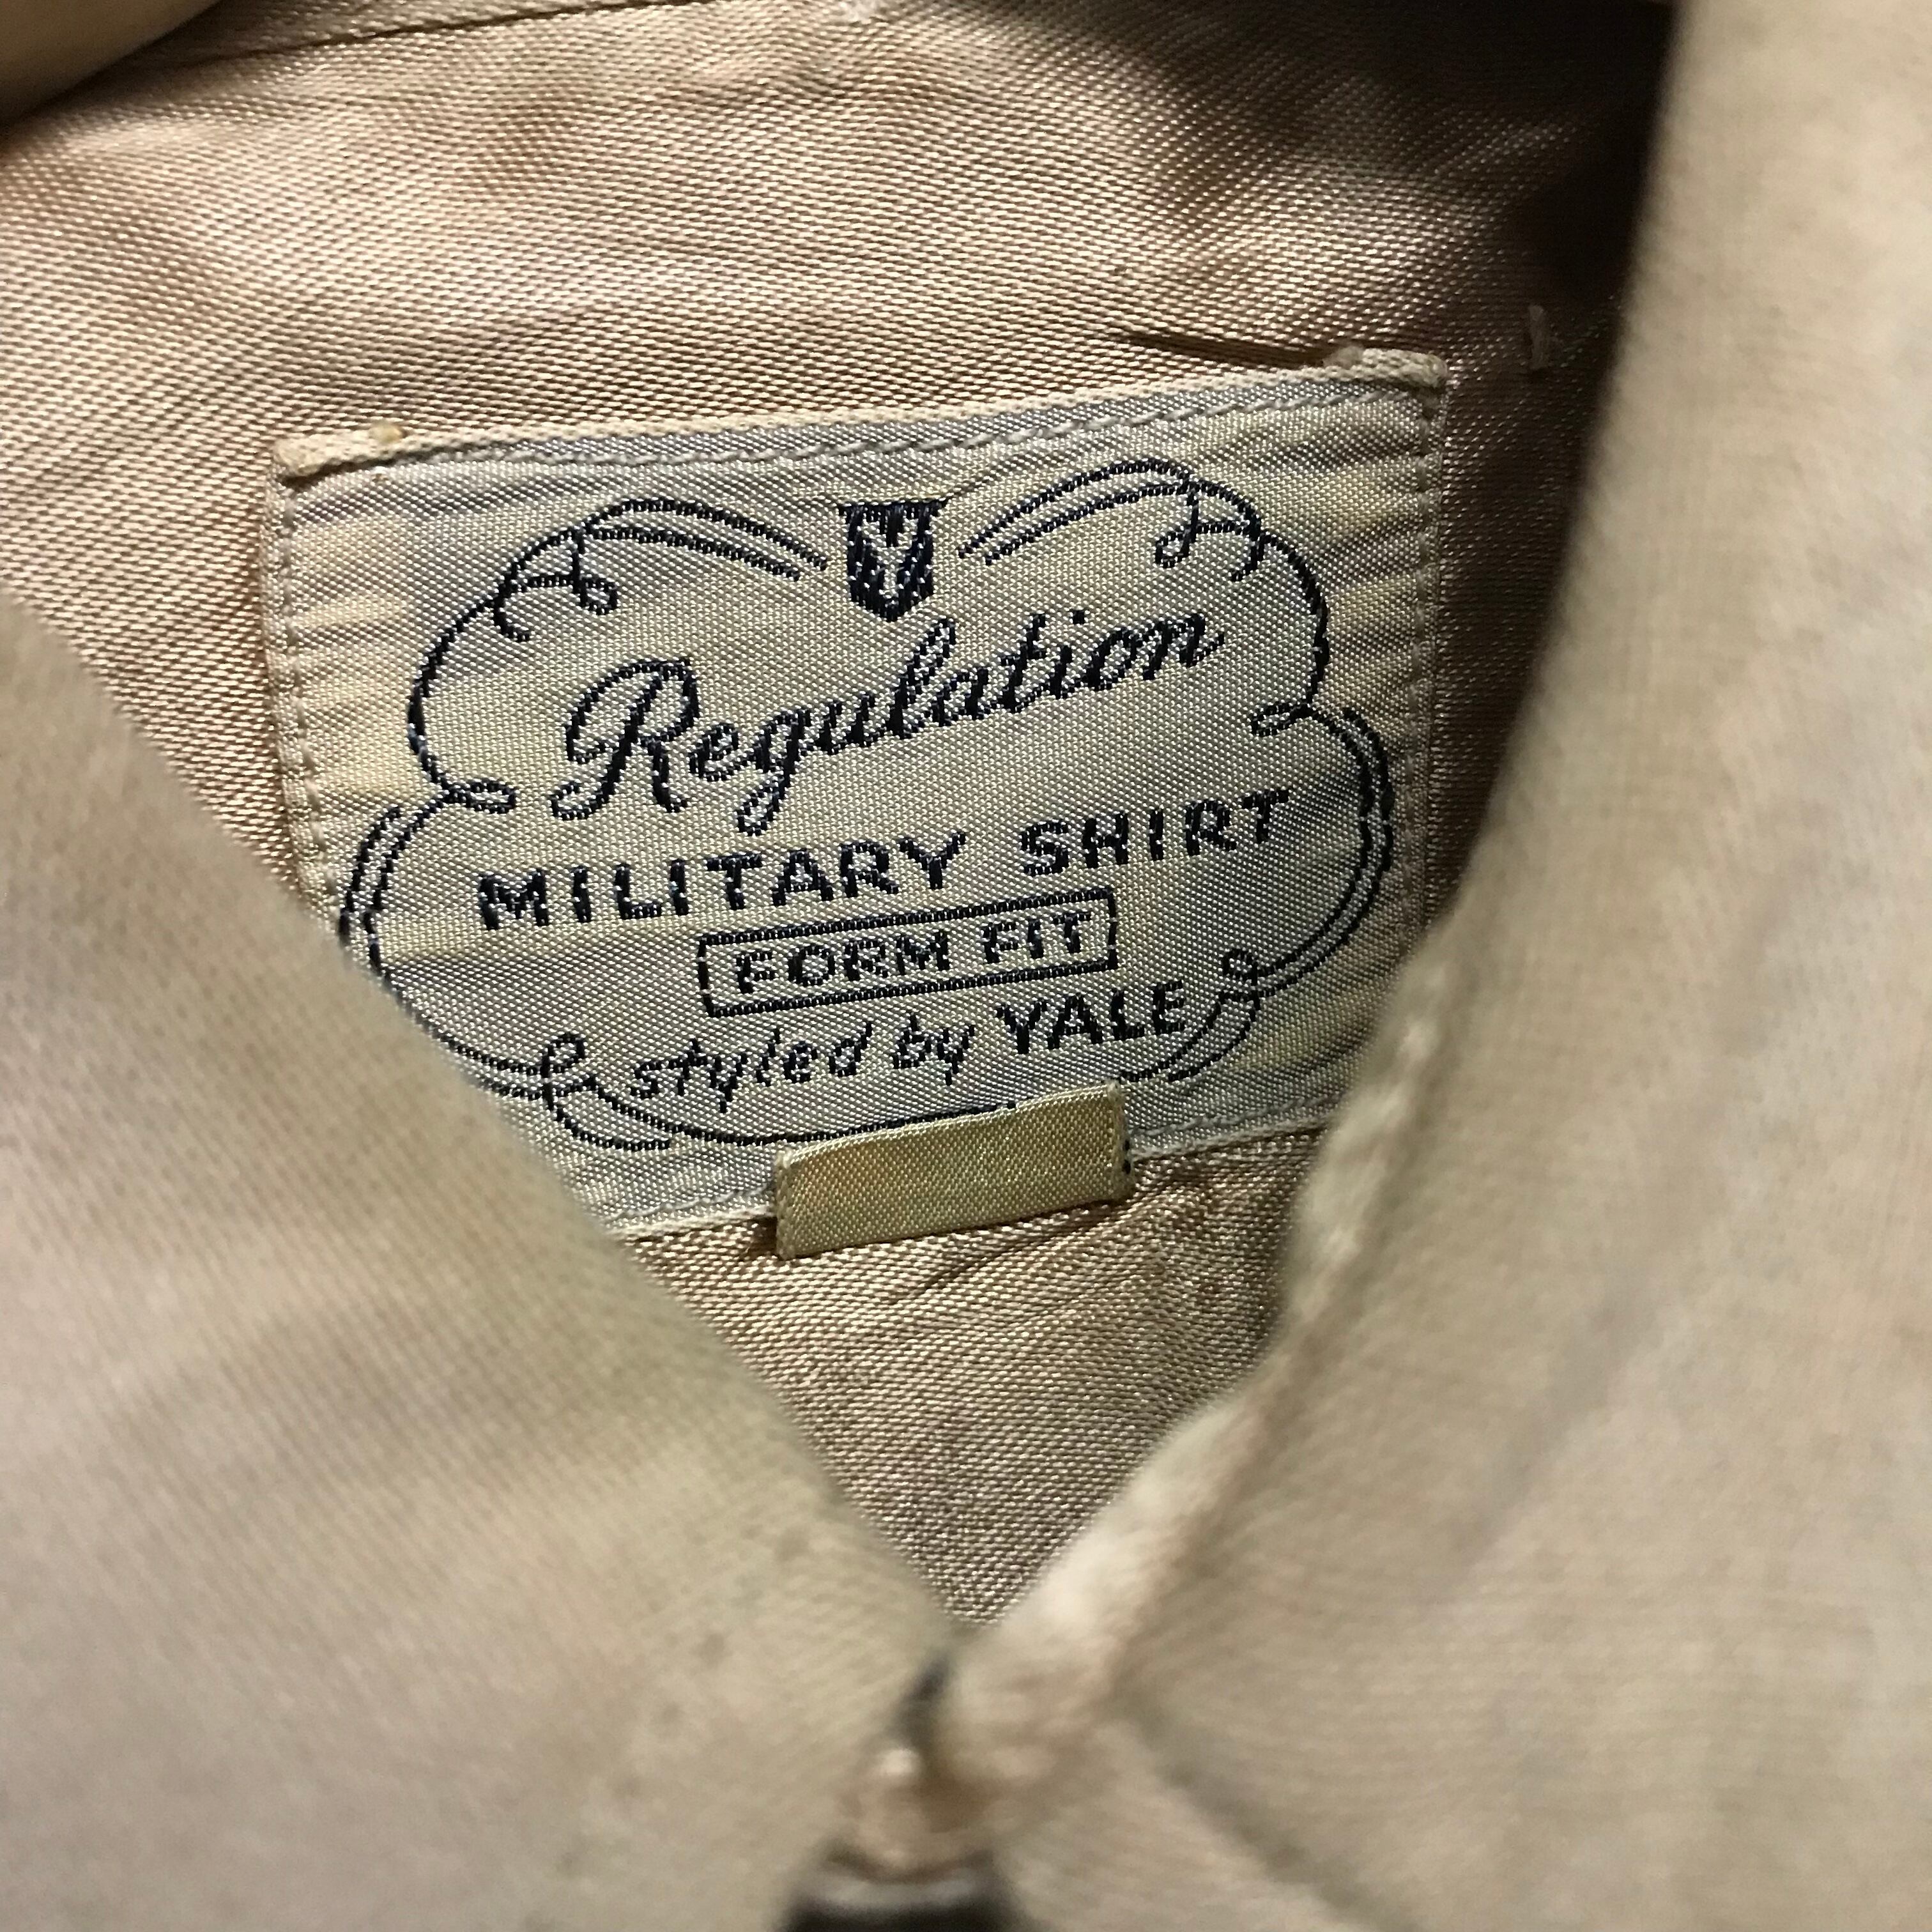 Regulation
MILITARY SHIRT
FORM FIT
styled by YALE